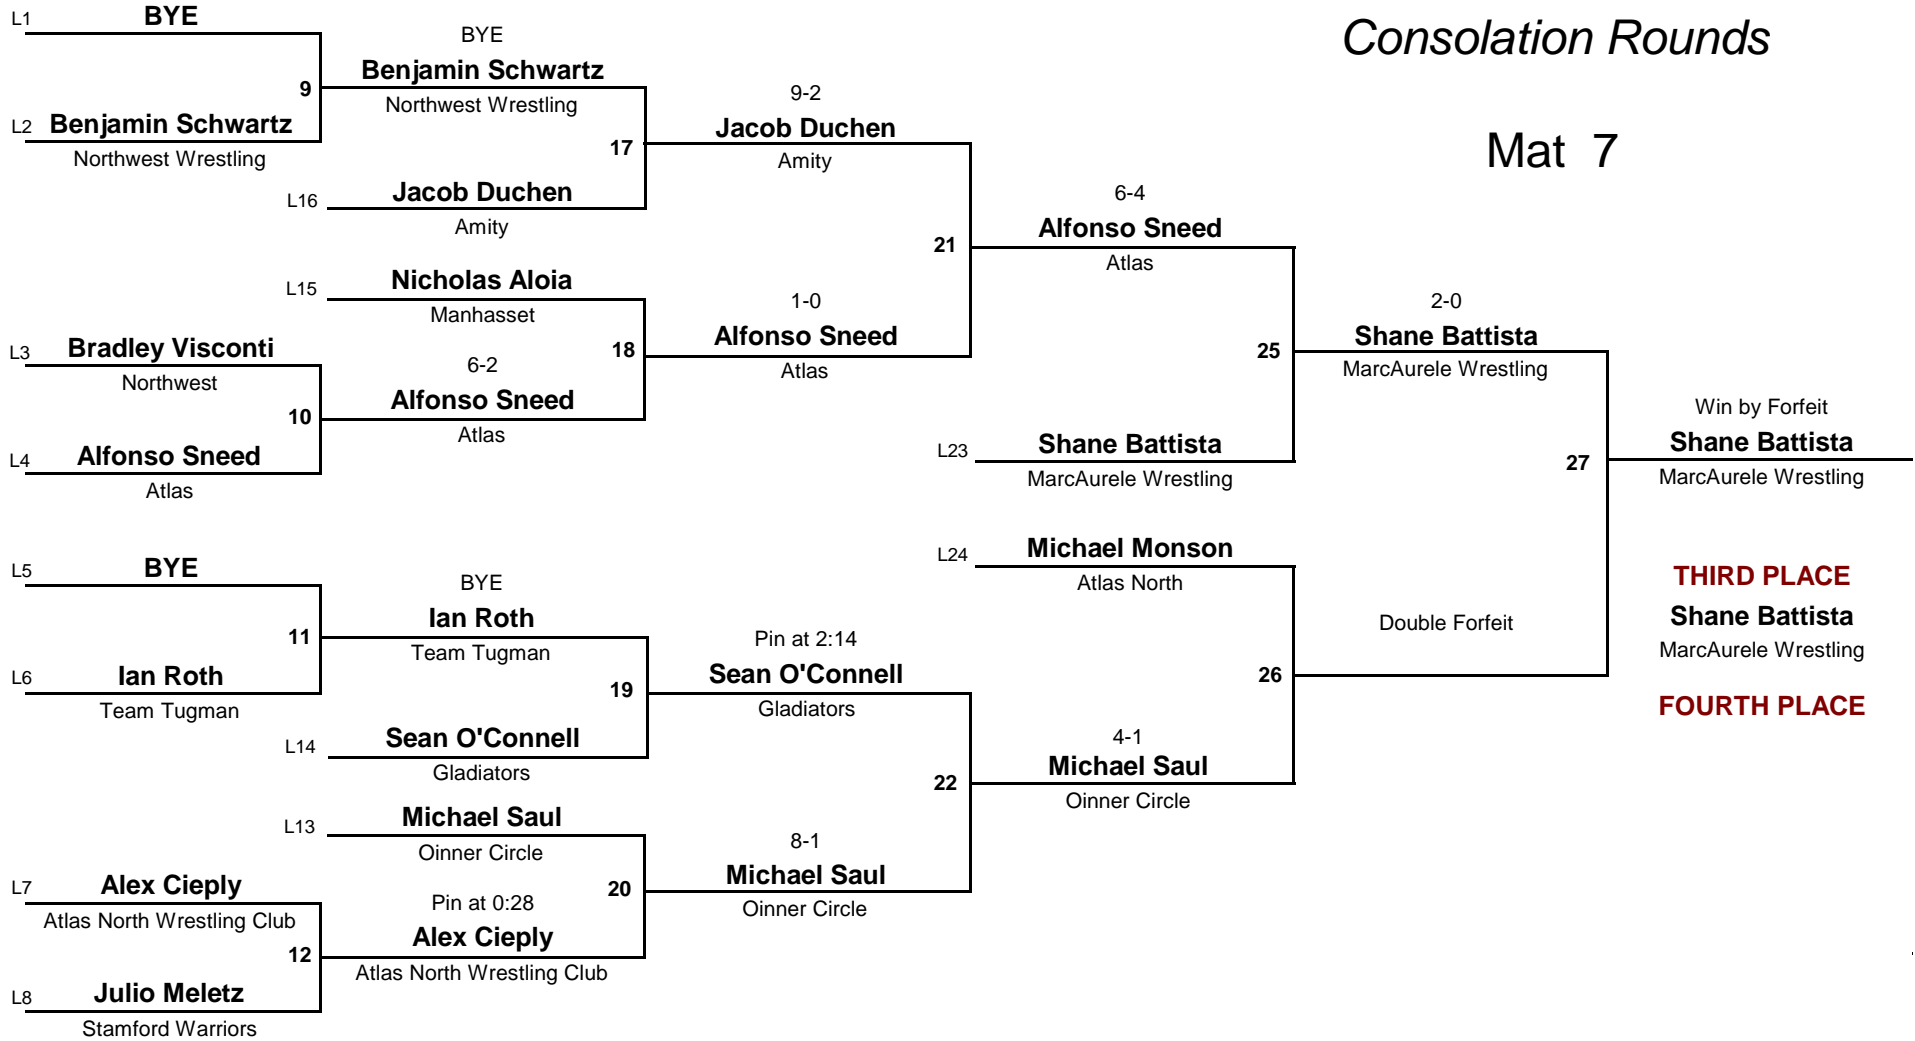 Consolation Rounds
Mat 7
L1 BYE
9
L2 Benjamin Schwartz
Northwest Wrestling
BYE
Benjamin Schwartz
Northwest Wrestling
17
L16 Jacob Duchen
Amity
9-2
Jacob Duchen
Amity
21
L15 Nicholas Aloia
Manhasset
L3 Bradley Visconti
Northwest
10
L4 Alfonso Sneed
Atlas
18
6-2
Alfonso Sneed
Atlas
1-0
Alfonso Sneed
Atlas
6-4
Alfonso Sneed
Atlas
25
L23 Shane Battista
MarcAurele Wrestling
2-0
Shane Battista
MarcAurele Wrestling
27
Win by Forfeit
Shane Battista
MarcAurele Wrestling
L5 BYE
11
L6 Ian Roth
Team Tugman
BYE
Ian Roth
Team Tugman
19
L14 Sean O'Connell
Gladiators
Pin at 2:14
Sean O'Connell
Gladiators
22
L13 Michael Saul
Oinner Circle
L7 Alex Cieply
Atlas North Wrestling Club
12
L8 Julio Meletz
Stamford Warriors
20
Pin at 0:28
Alex Cieply
Atlas North Wrestling Club
8-1
Michael Saul
Oinner Circle
L24 Michael Monson
Atlas North
26
4-1
Michael Saul
Oinner Circle
Double Forfeit
THIRD PLACE
Shane Battista
MarcAurele Wrestling
FOURTH PLACE